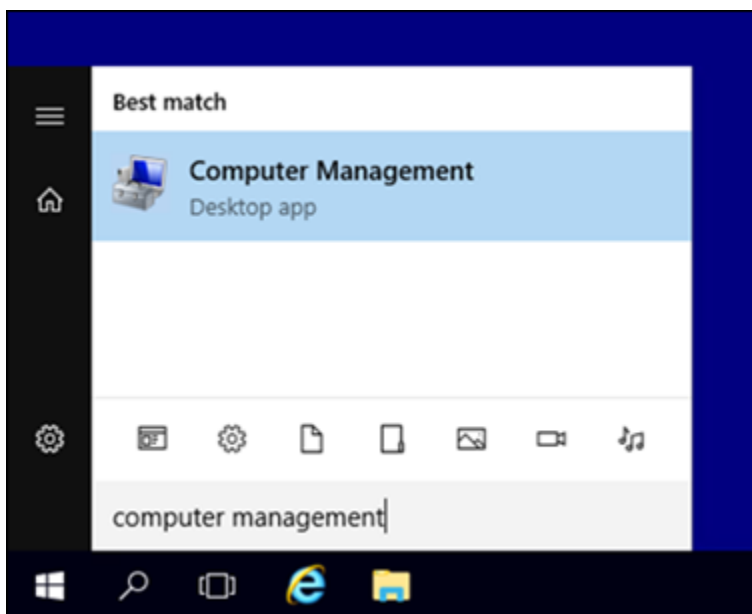 Best match
Computer Management
Desktop app
computer management